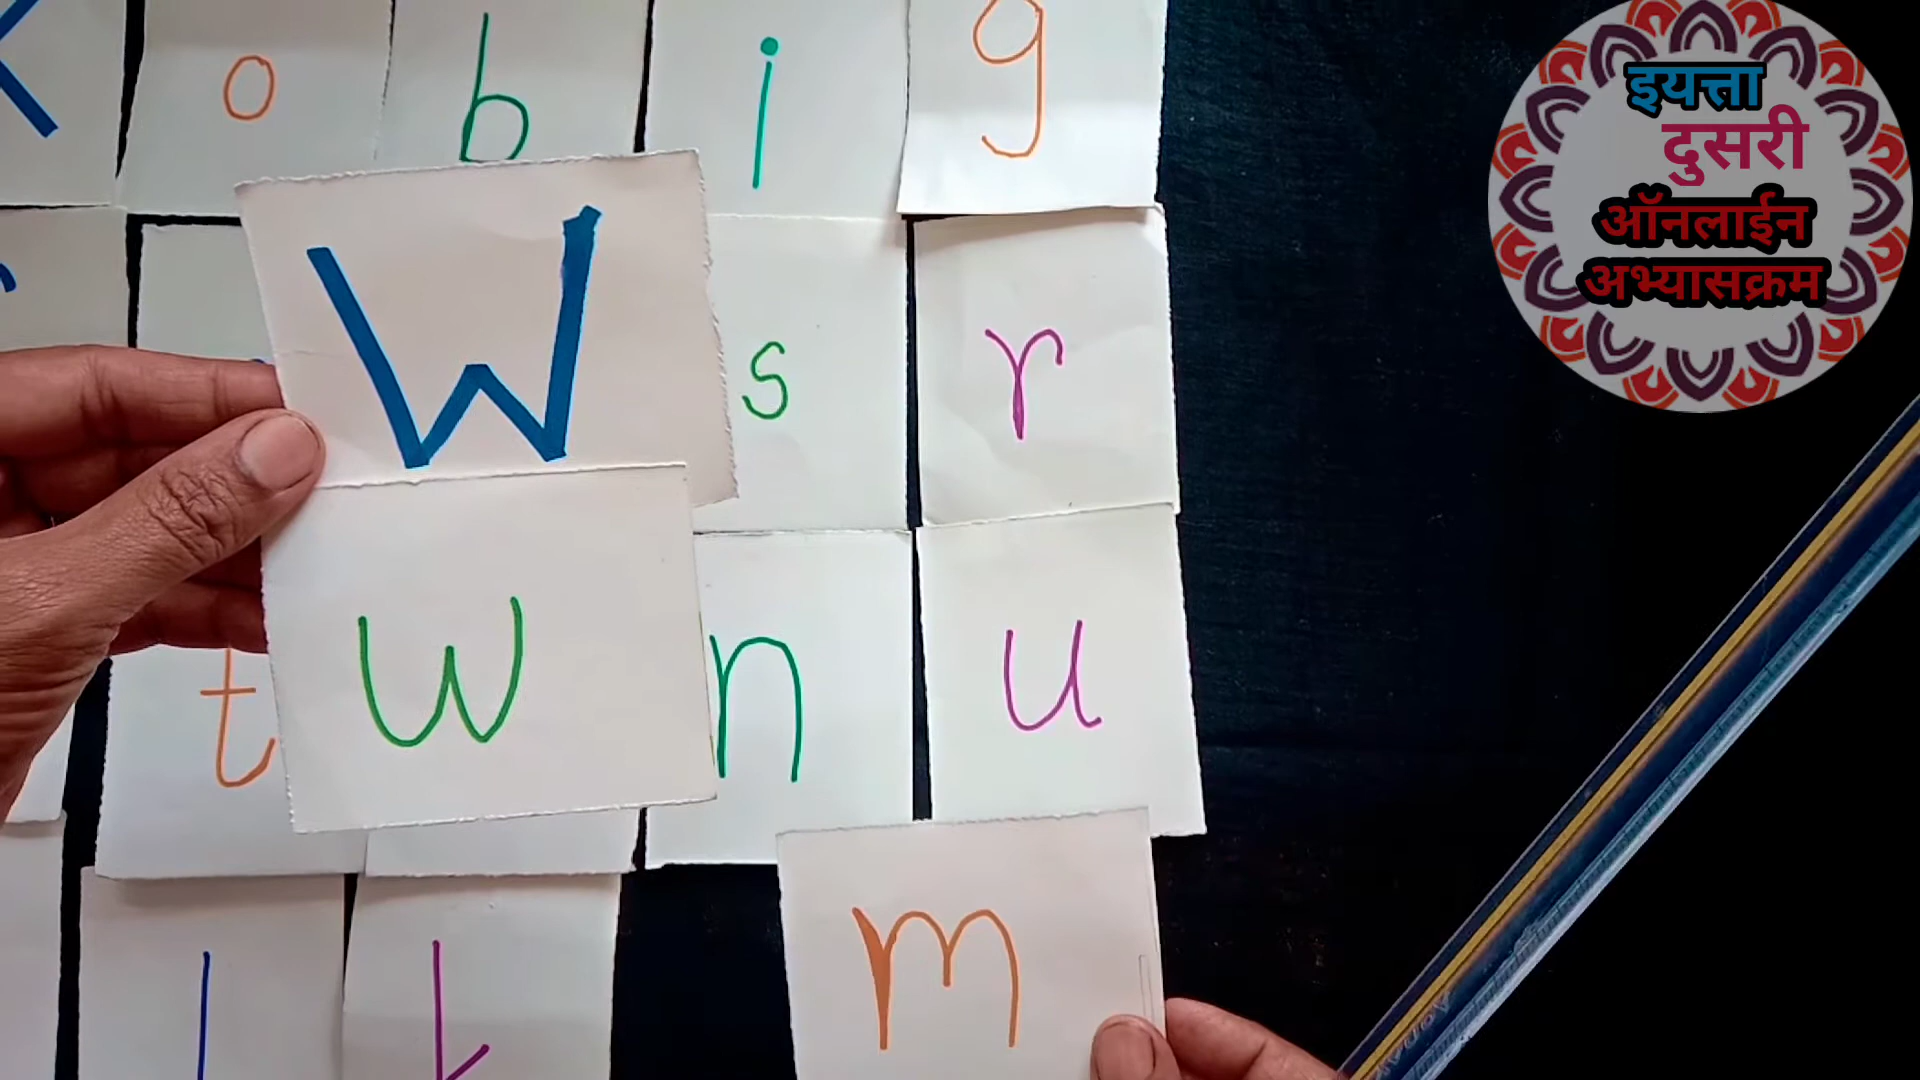 o b i g
W s r
t w n u
l k m
इयत्ता
दुसरी
ऑनलाईन
अभ्यासक्रम